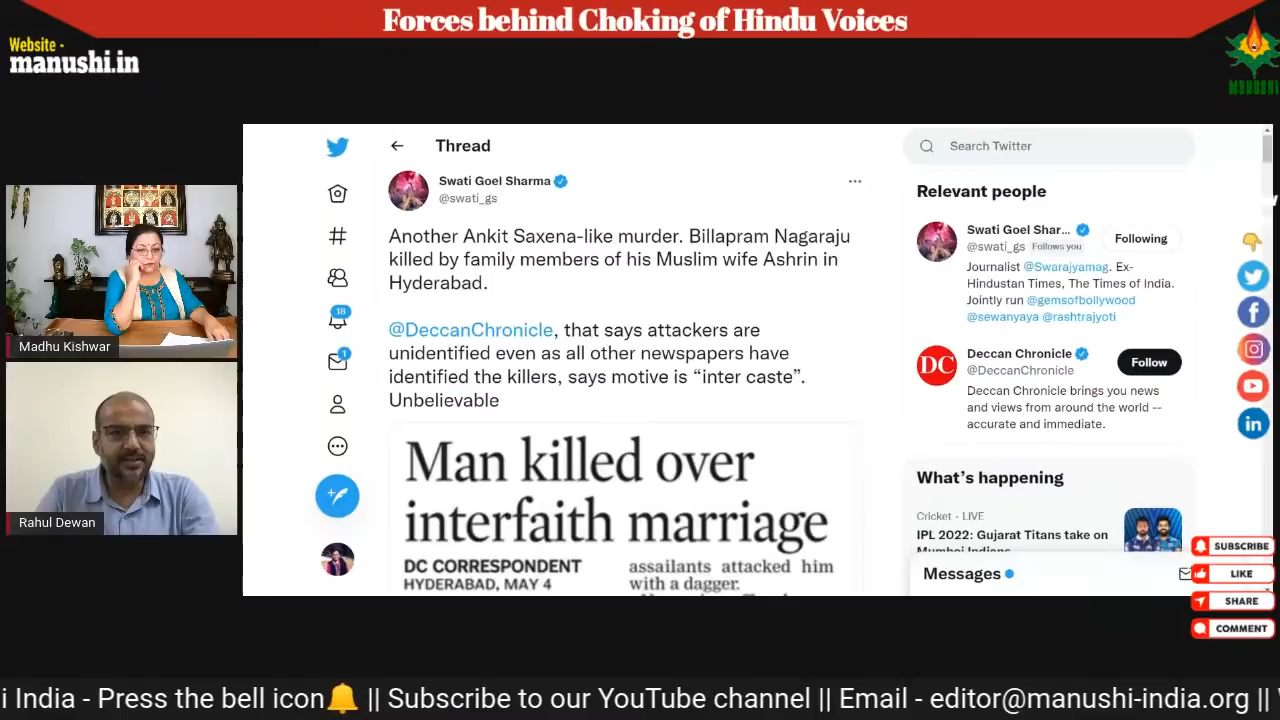 Forces behind Choking of Hindu Voices
Website -
manushi.in
MANUSHI
Madhu Kishwar
Rahul Dewan
Thread
Swati Goel Sharma
@swati_gs
Another Ankit Saxena-like murder. Billapram Nagaraju
killed by family members of his Muslim wife Ashrin in
Hyderabad.
@DeccanChronicle, that says attackers are
unidentified even as all other newspapers have
identified the killers, says motive is “inter caste”.
Unbelievable
Man killed over
interfaith marriage
DC CORRESPONDENT
HYDERABAD, MAY 4
assailants attacked him
with a dagger.
18
1
Search Twitter
Relevant people
Swati Goel Shar...
@swati_gs Follows you
Following
Journalist @Swarajyamag. Ex-
Hindustan Times, The Times of India.
Jointly run @gemsofbollywood
@sewanyaya @rashtrajyoti
DC
Deccan Chronicle
@DeccanChronicle
Follow
Deccan Chronicle brings you news
and views from around the world --
accurate and immediate.
What’s happening
Cricket · LIVE
IPL 2022: Gujarat Titans take on
Mumbai Indians
Messages
SUBSCRIBE
LIKE
SHARE
COMMENT
i India - Press the bell icon🔔 || Subscribe to our YouTube channel || Email - editor@manushi-india.org ||